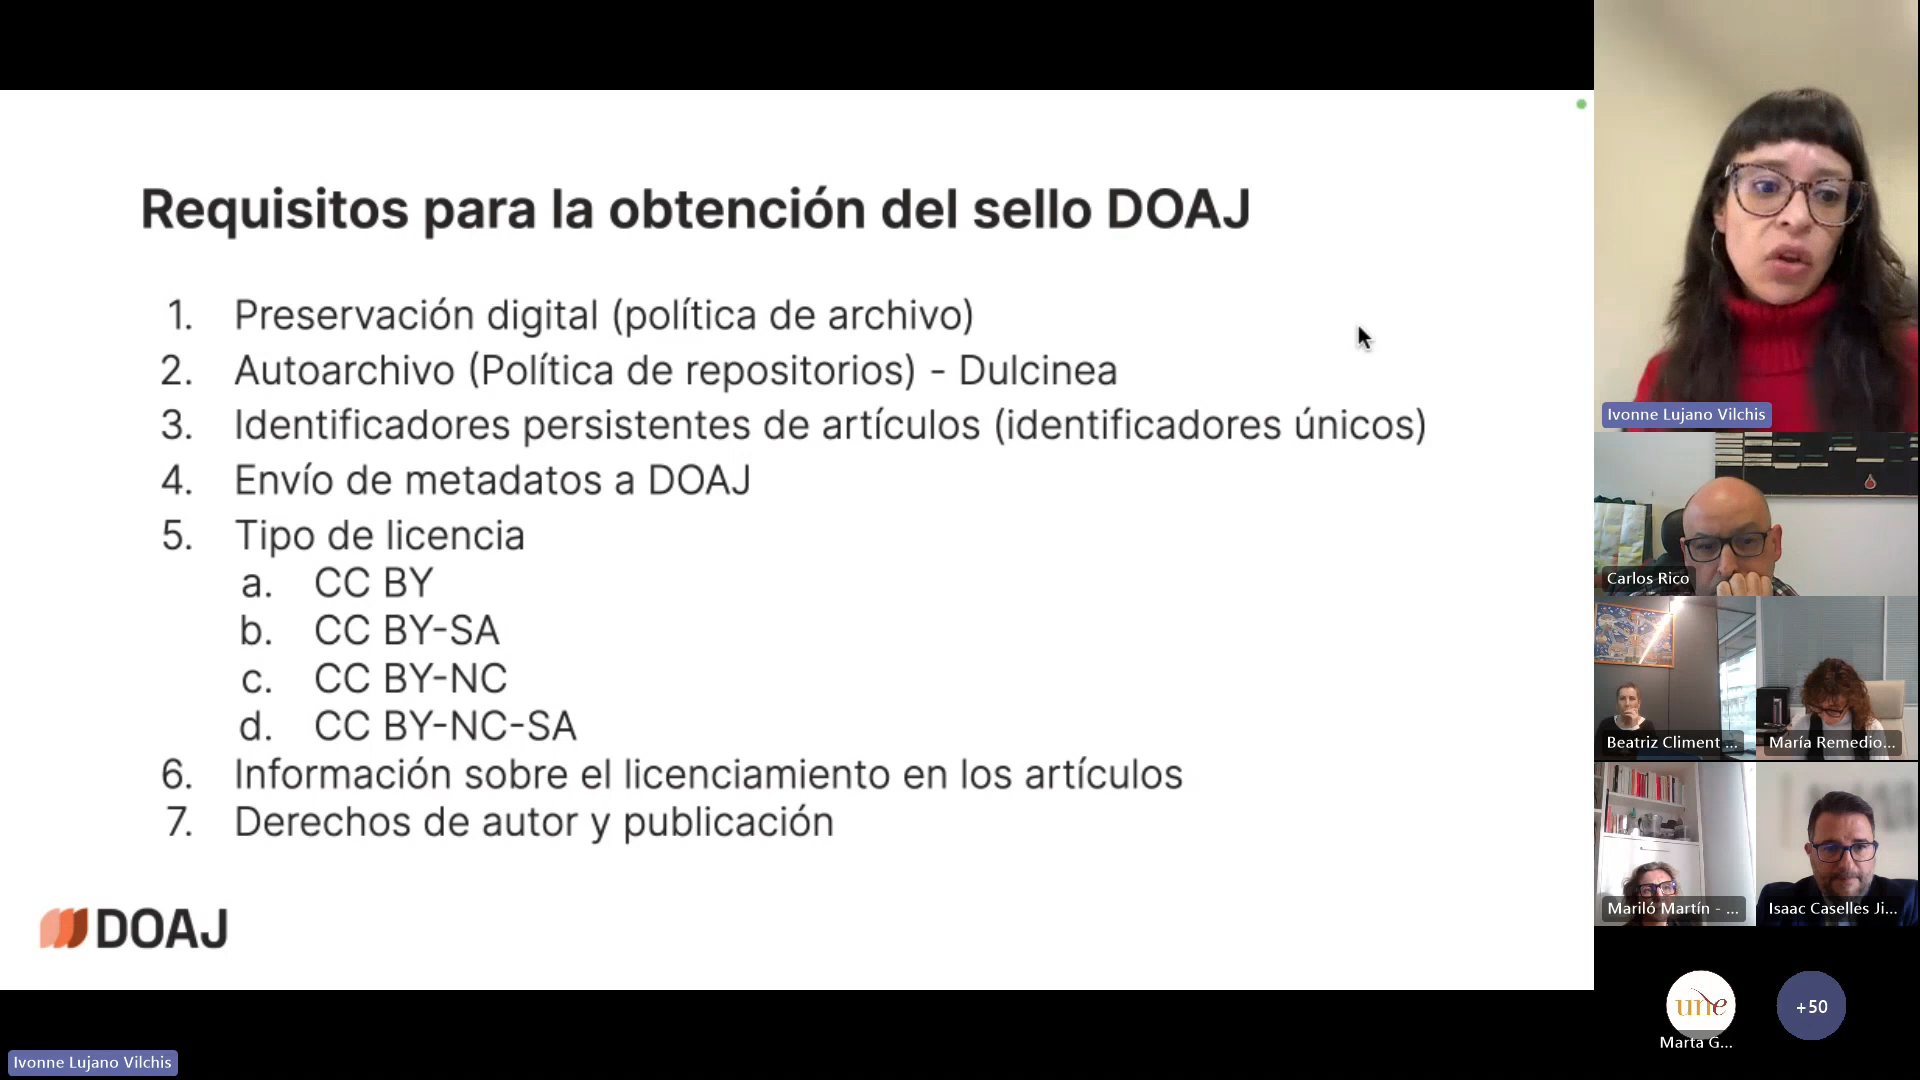 Requisitos para la obtención del sello DOAJ
1. Preservación digital (política de archivo)
2. Autoarchivo (Política de repositorios) - Dulcinea
3. Identificadores persistentes de artículos (identificadores únicos)
4. Envío de metadatos a DOAJ
5. Tipo de licencia
a. CC BY
b. CC BY-SA
c. CC BY-NC
d. CC BY-NC-SA
6. Información sobre el licenciamiento en los artículos
7. Derechos de autor y publicación
DOAJ
Ivonne Lujano Vilchis
Ivonne Lujano Vilchis
Carlos Rico
Beatriz Climent ...
María Remedio...
Mariló Martín - ...
Isaac Caselles Ji...
une
Marta G...
+50